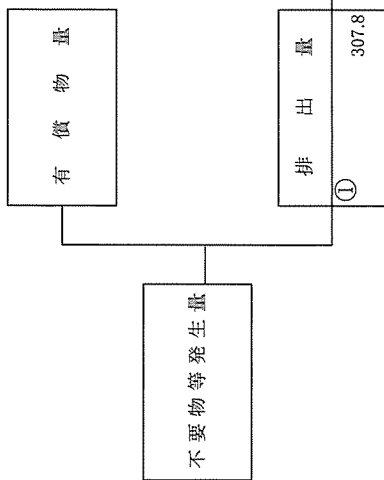 有償物量
排出量
①
307.8
不要物等発生量